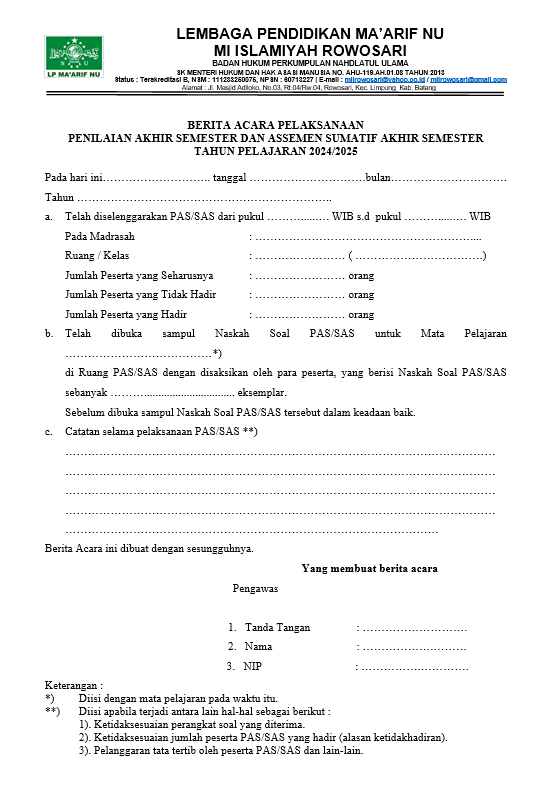 LEMBAGA PENDIDIKAN MA’ARIF NU
MI ISLAMIYAH ROWOSARI
BADAN HUKUM PERKUMPULAN NAHDLATUL ULAMA
SK MENTERI HUKUM DAN HAK ASASI MANUSIA NO. AHU-119.AH.01.08 TAHUN 2013
Status : Terakreditasi B, NSM : 111233250075, NPSN : 60713227 | E-mail : miirowosari@yahoo.co.id / miirowosari@gmail.com
Alamat : Jl. Masjid Adiloko, No.03, Rt.04/Rw.04, Rowosari, Kec. Limpung Kab. Batang
LP MA'ARIF NU
BERITA ACARA PELAKSANAAN
PENILAIAN AKHIR SEMESTER DAN ASSEMEN SUMATIF AKHIR SEMESTER
TAHUN PELAJARAN 2024/2025
Pada hari ini……………………….. tanggal ………………………….bulan………………………….
Tahun …………………………………………………………..
a. Telah diselenggarakan PAS/SAS dari pukul ………......… WIB s.d pukul ………......… WIB
Pada Madrasah : …………………………………………………....
Ruang / Kelas : …………………… ( …………………………….)
Jumlah Peserta yang Seharusnya : …………………… orang
Jumlah Peserta yang Tidak Hadir : …………………… orang
Jumlah Peserta yang Hadir : …………………… orang
b. Telah dibuka sampul Naskah Soal PAS/SAS untuk Mata Pelajaran
…………………………………*)
di Ruang PAS/SAS dengan disaksikan oleh para peserta, yang berisi Naskah Soal PAS/SAS
sebanyak ………............................... eksemplar.
Sebelum dibuka sampul Naskah Soal PAS/SAS tersebut dalam keadaan baik.
c. Catatan selama pelaksanaan PAS/SAS **)
………………………………………………………………………………………………………
………………………………………………………………………………………………………
………………………………………………………………………………………………………
………………………………………………………………………………………………………
…………………………………………………………………………………………
Berita Acara ini dibuat dengan sesungguhnya.
Yang membuat berita acara
Pengawas
1. Tanda Tangan : ……………………….
2. Nama : ……………………….
3. NIP : ……………………….
Keterangan :
*) Diisi dengan mata pelajaran pada waktu itu.
**) Diisi apabila terjadi antara lain hal-hal sebagai berikut :
1). Ketidaksesuaian perangkat soal yang diterima.
2). Ketidaksesuaian jumlah peserta PAS/SAS yang hadir (alasan ketidakhadiran).
3). Pelanggaran tata tertib oleh peserta PAS/SAS dan lain-lain.